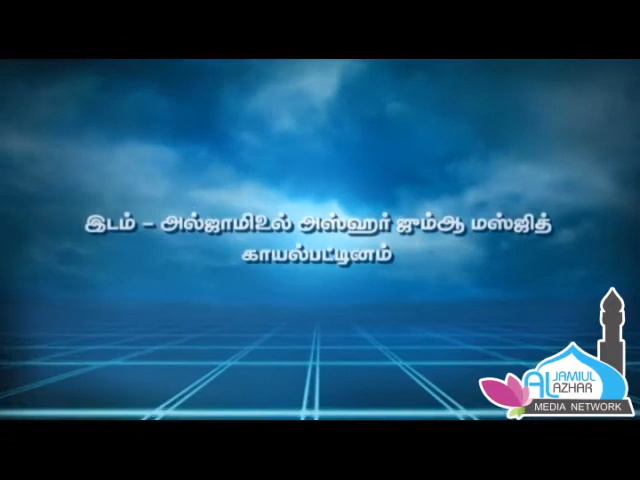 இடம் – அல்ஜாமிஉல் அஸ்ஹர் ஜும்ஆ மஸ்ஜித்
காயல்பட்டினம்
AL JAMIUL
AZHAR
MEDIA NETWORK